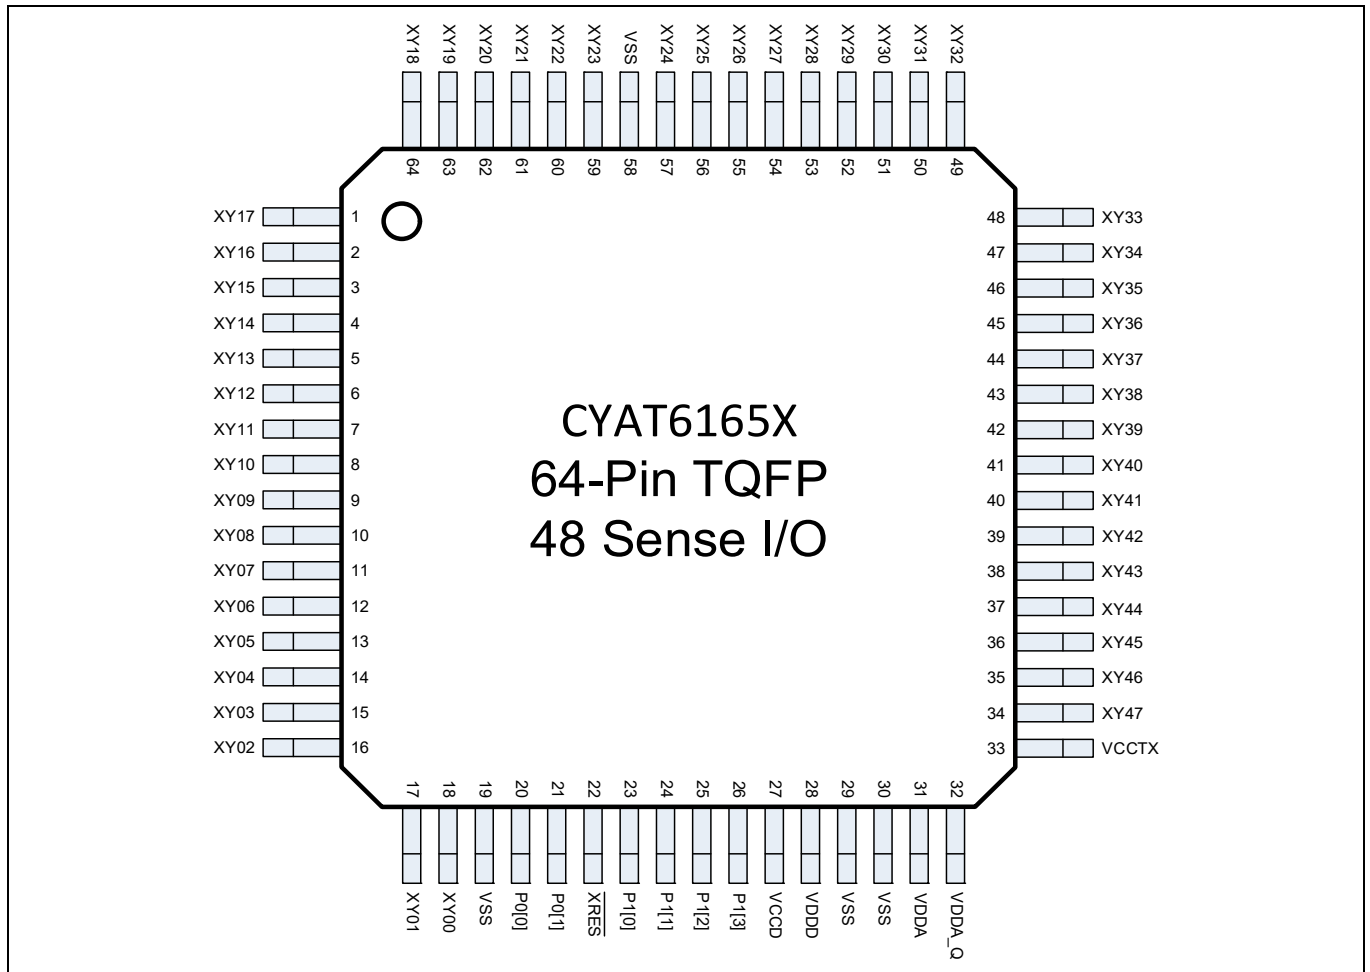 XY18
XY19
XY20
XY21
XY22
XY23
VSS
XY24
XY25
XY26
XY27
XY28
XY29
XY30
XY31
XY32
64
63
62
61
60
59
58
57
56
55
54
53
52
51
50
49
XY17 1
XY16 2
XY15 3
XY14 4
XY13 5
XY12 6
XY11 7
XY10 8
XY09 9
XY08 10
XY07 11
XY06 12
XY05 13
XY04 14
XY03 15
XY02 16
CYAT6165X
64-Pin TQFP
48 Sense I/O
48 XY33
47 XY34
46 XY35
45 XY36
44 XY37
43 XY38
42 XY39
41 XY40
40 XY41
39 XY42
38 XY43
37 XY44
36 XY45
35 XY46
34 XY47
33 VCCTX
17
18
19
20
21
22
23
24
25
26
27
28
29
30
31
32
XY01
XY00
VSS
P0[0]
P0[1]
XRES
P1[0]
P1[1]
P1[2]
P1[3]
VCCD
VDDD
VSS
VSS
VDDA
VDDA_Q